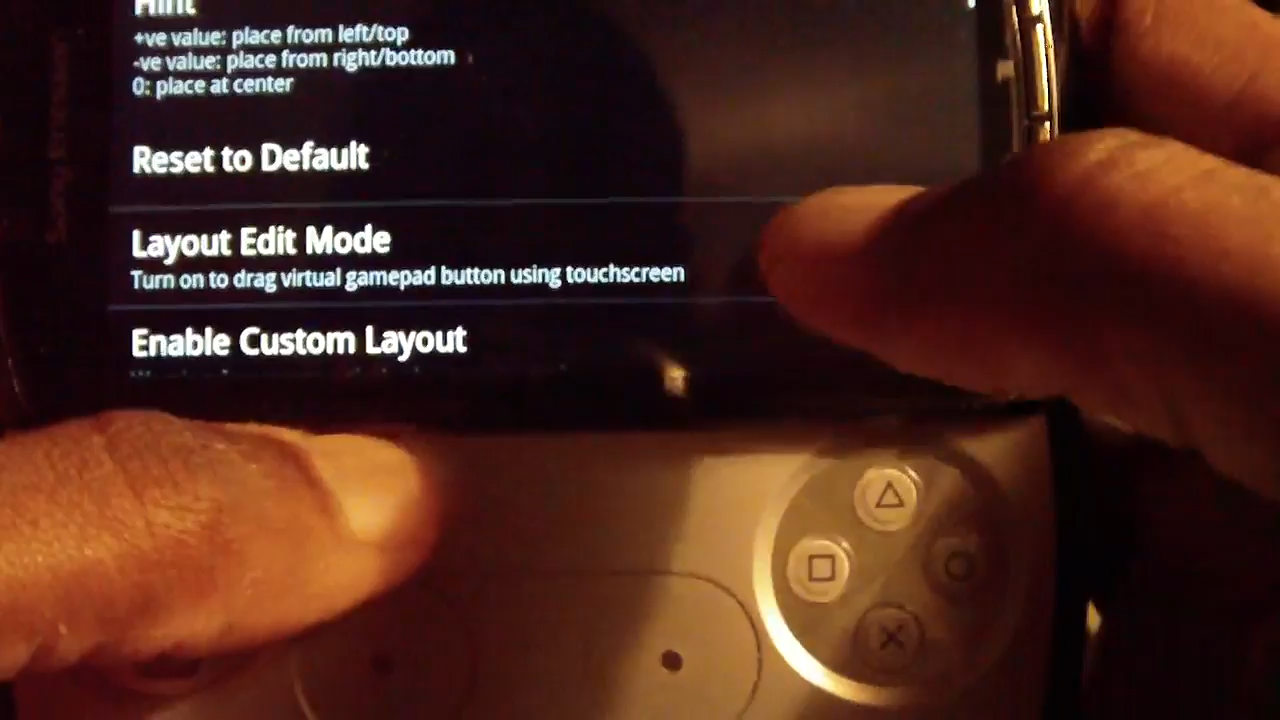 Hint
+ve value: place from left/top
-ve value: place from right/bottom
0: place at center
Reset to Default
Layout Edit Mode
Turn on to drag virtual gamepad button using touchscreen
Enable Custom Layout